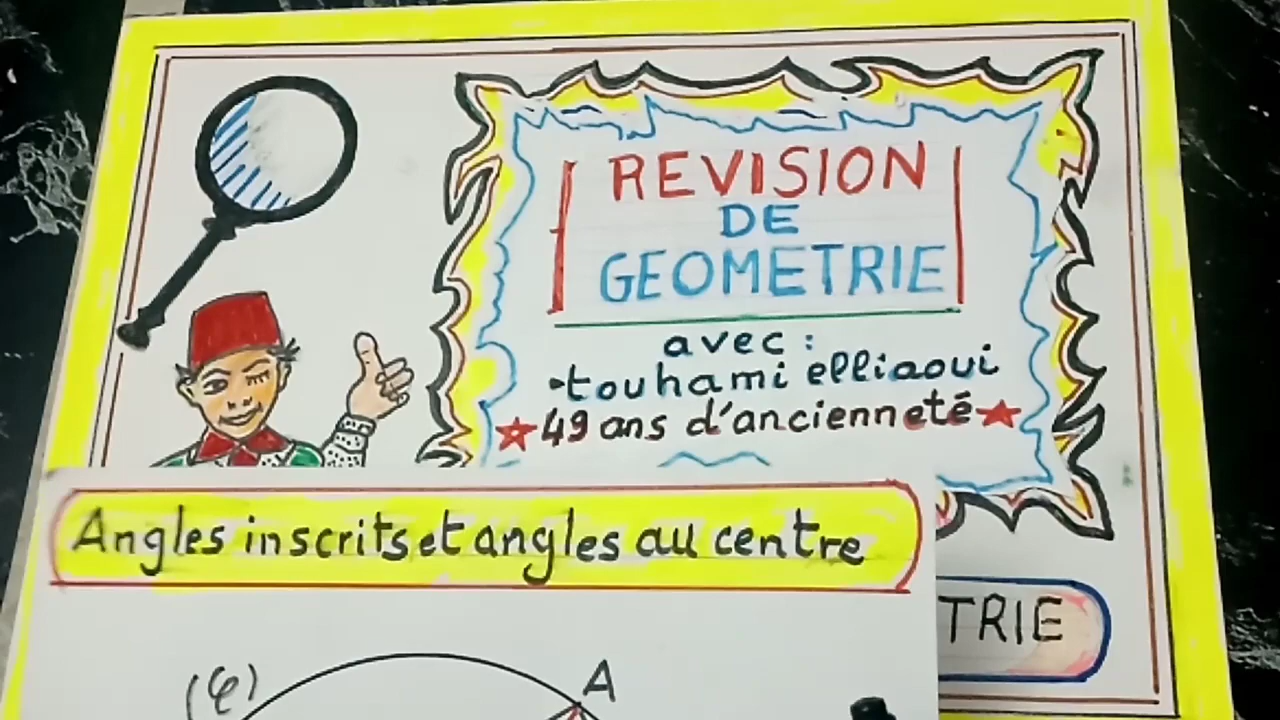 REVISION
DE
GEOMETRIE
avec :
touhami elliaoui
49 ans d'ancienneté
Angles inscrits et angles au centre
TRIE
(φ)
A